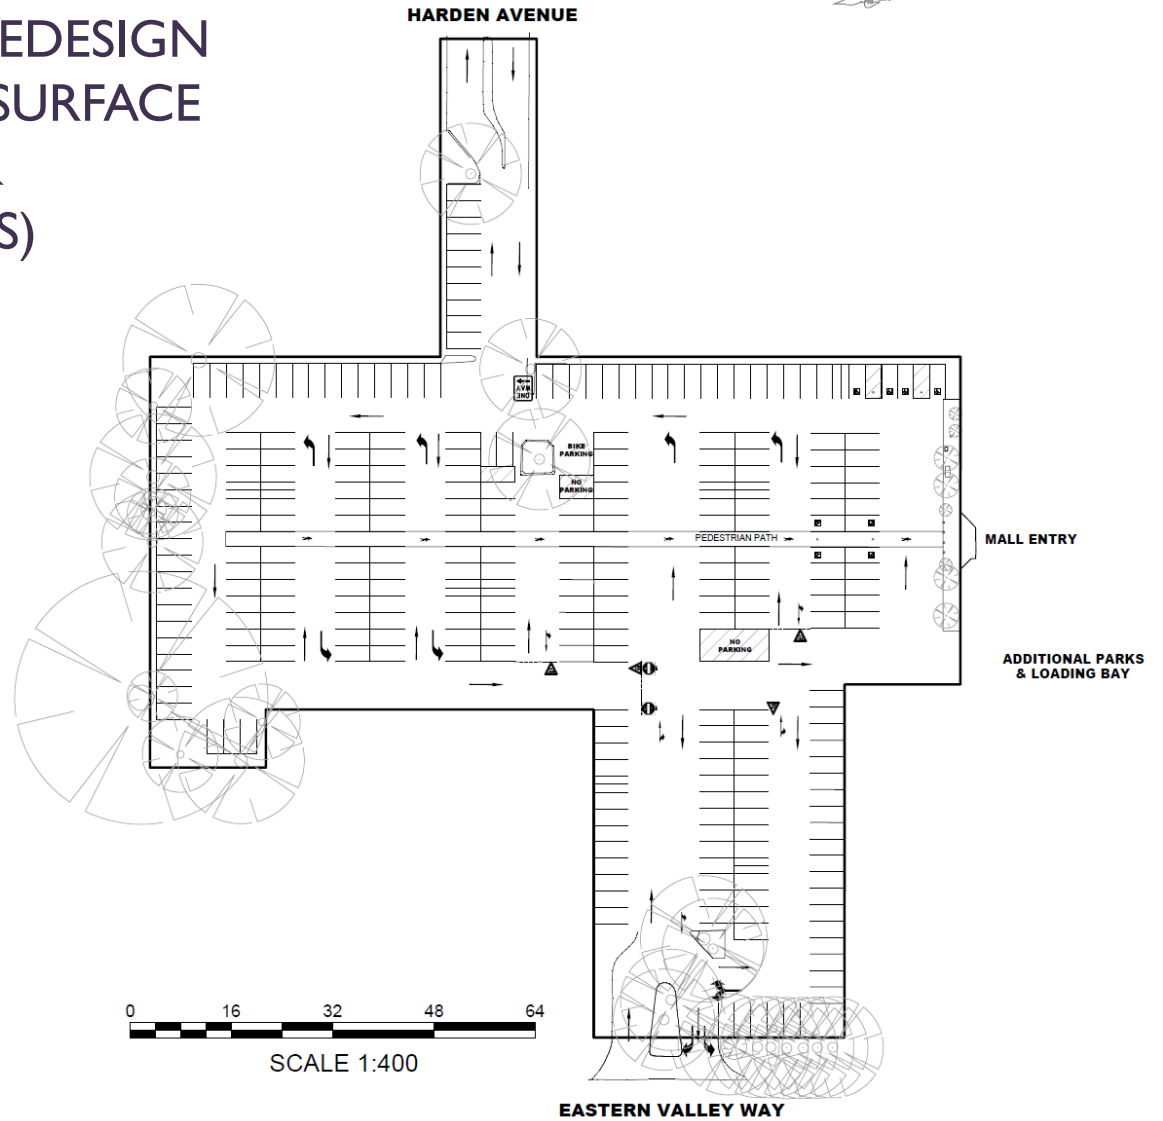 HARDEN AVENUE
EDESIGN
SURFACE
S)
ONE
WAY
BIKE
PARKING
NO
PARKING
PEDESTRIAN PATH
MALL ENTRY
NO
PARKING
ADDITIONAL PARKS
& LOADING BAY
0 16 32 48 64
SCALE 1:400
EASTERN VALLEY WAY